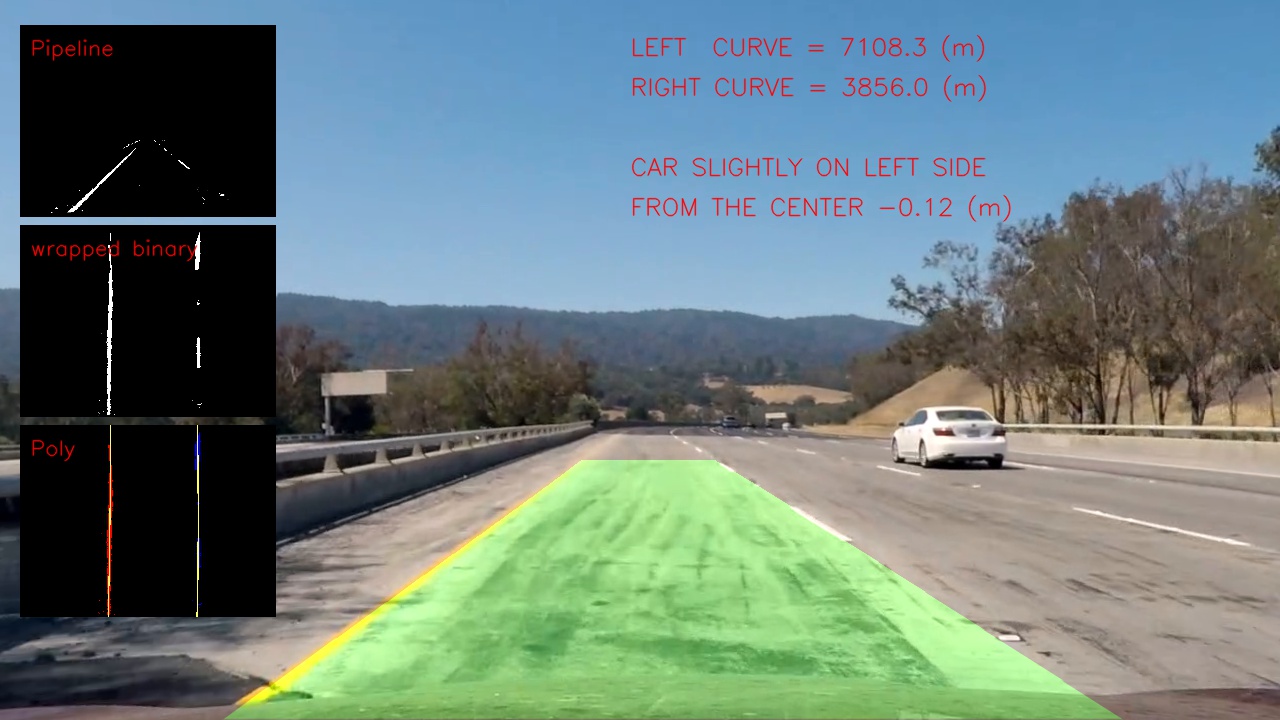 Pipeline
LEFT CURVE = 7108.3 (m)
RIGHT CURVE = 3856.0 (m)
CAR SLIGHTLY ON LEFT SIDE
FROM THE CENTER -0.12 (m)
wrapped binary
Poly